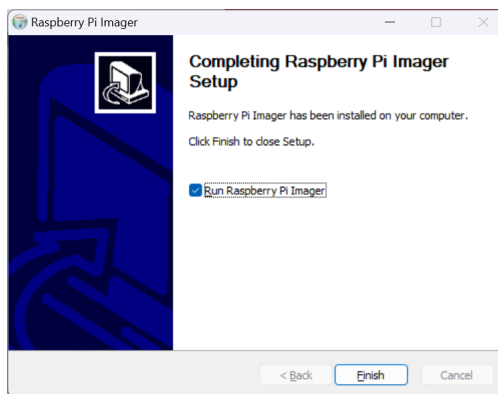 Raspberry Pi Imager
Completing Raspberry Pi Imager
Setup
Raspberry Pi Imager has been installed on your computer.
Click Finish to close Setup.
Run Raspberry Pi Imager
< Back Finish Cancel